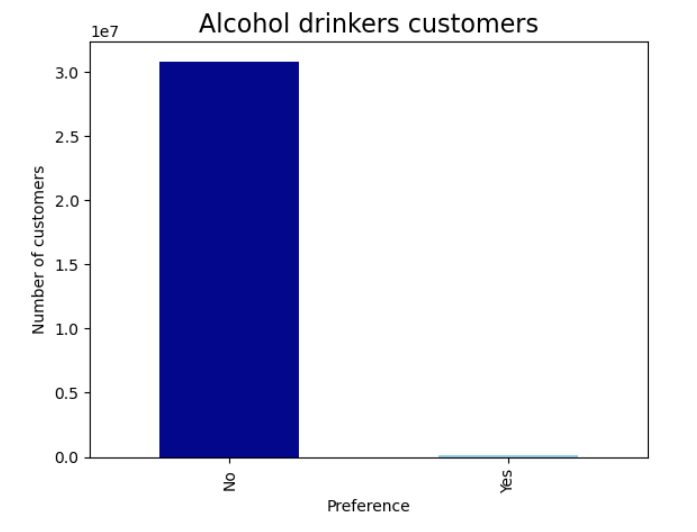 Alcohol drinkers customers
1e7
3.0
2.5
2.0
1.5
1.0
0.5
0.0
Number of customers
No
Yes
Preference